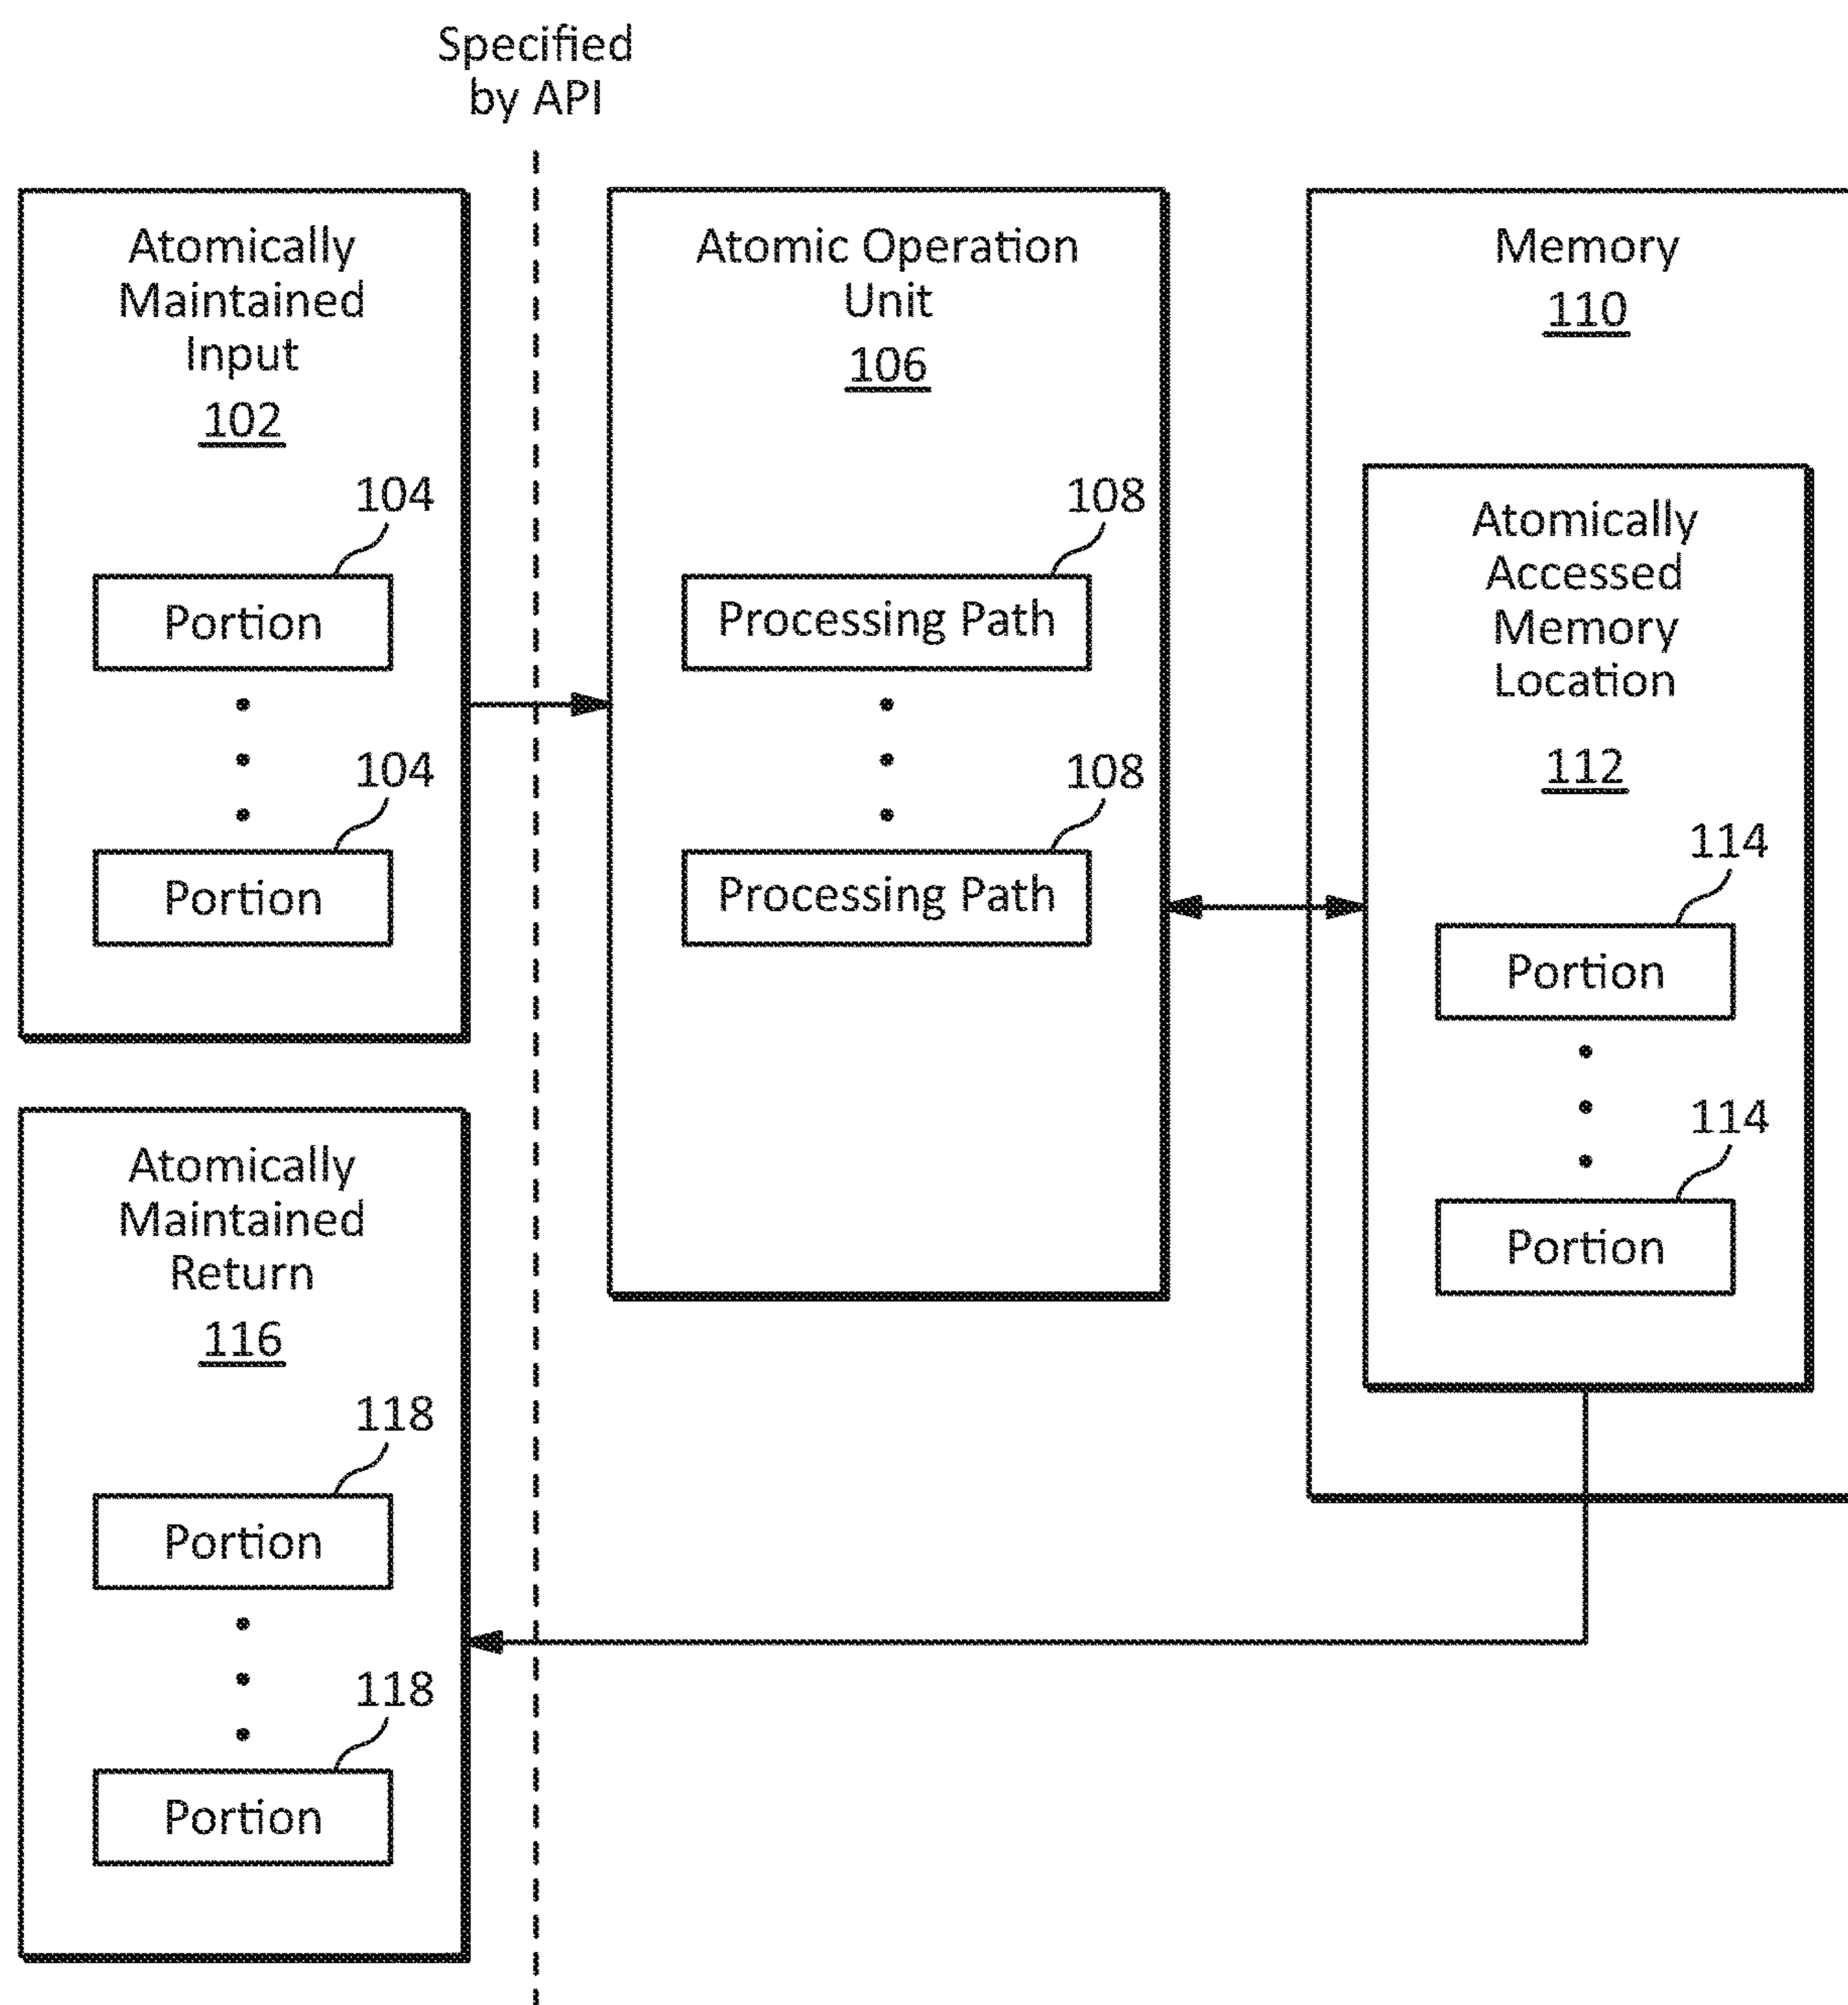 Specified
by API
Atomically
Maintained
Input
102
104
Portion
104
Portion
Atomic Operation
Unit
106
108
Processing Path
108
Processing Path
Memory
110
Atomically
Accessed
Memory
Location
112
114
Portion
114
Portion
Atomically
Maintained
Return
116
118
Portion
118
Portion